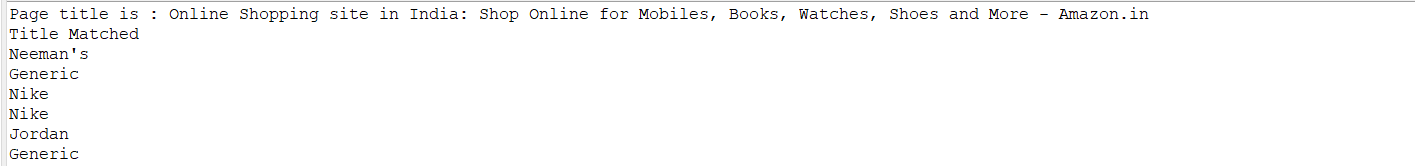 Page title is : Online Shopping site in India: Shop Online for Mobiles, Books, Watches, Shoes and More - Amazon.in
Title Matched
Neeman's
Generic
Nike
Nike
Jordan
Generic